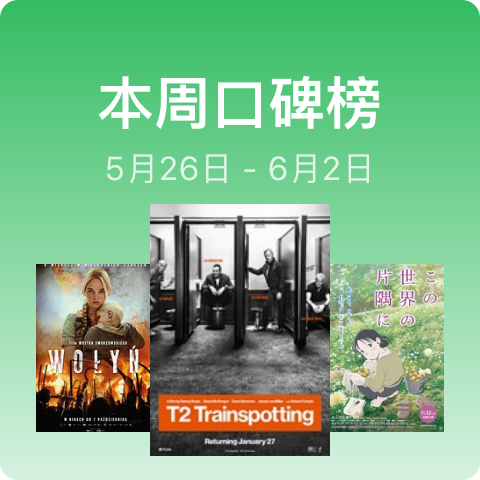 本周口碑榜
5月26日 - 6月2日
WOŁYŃ
film WOJTKA SMARZOWSKIEGO
W KINACH OD 7 PAŹDZIERNIKA
T2 Trainspotting
Returning January 27
この
世界の
片隅に